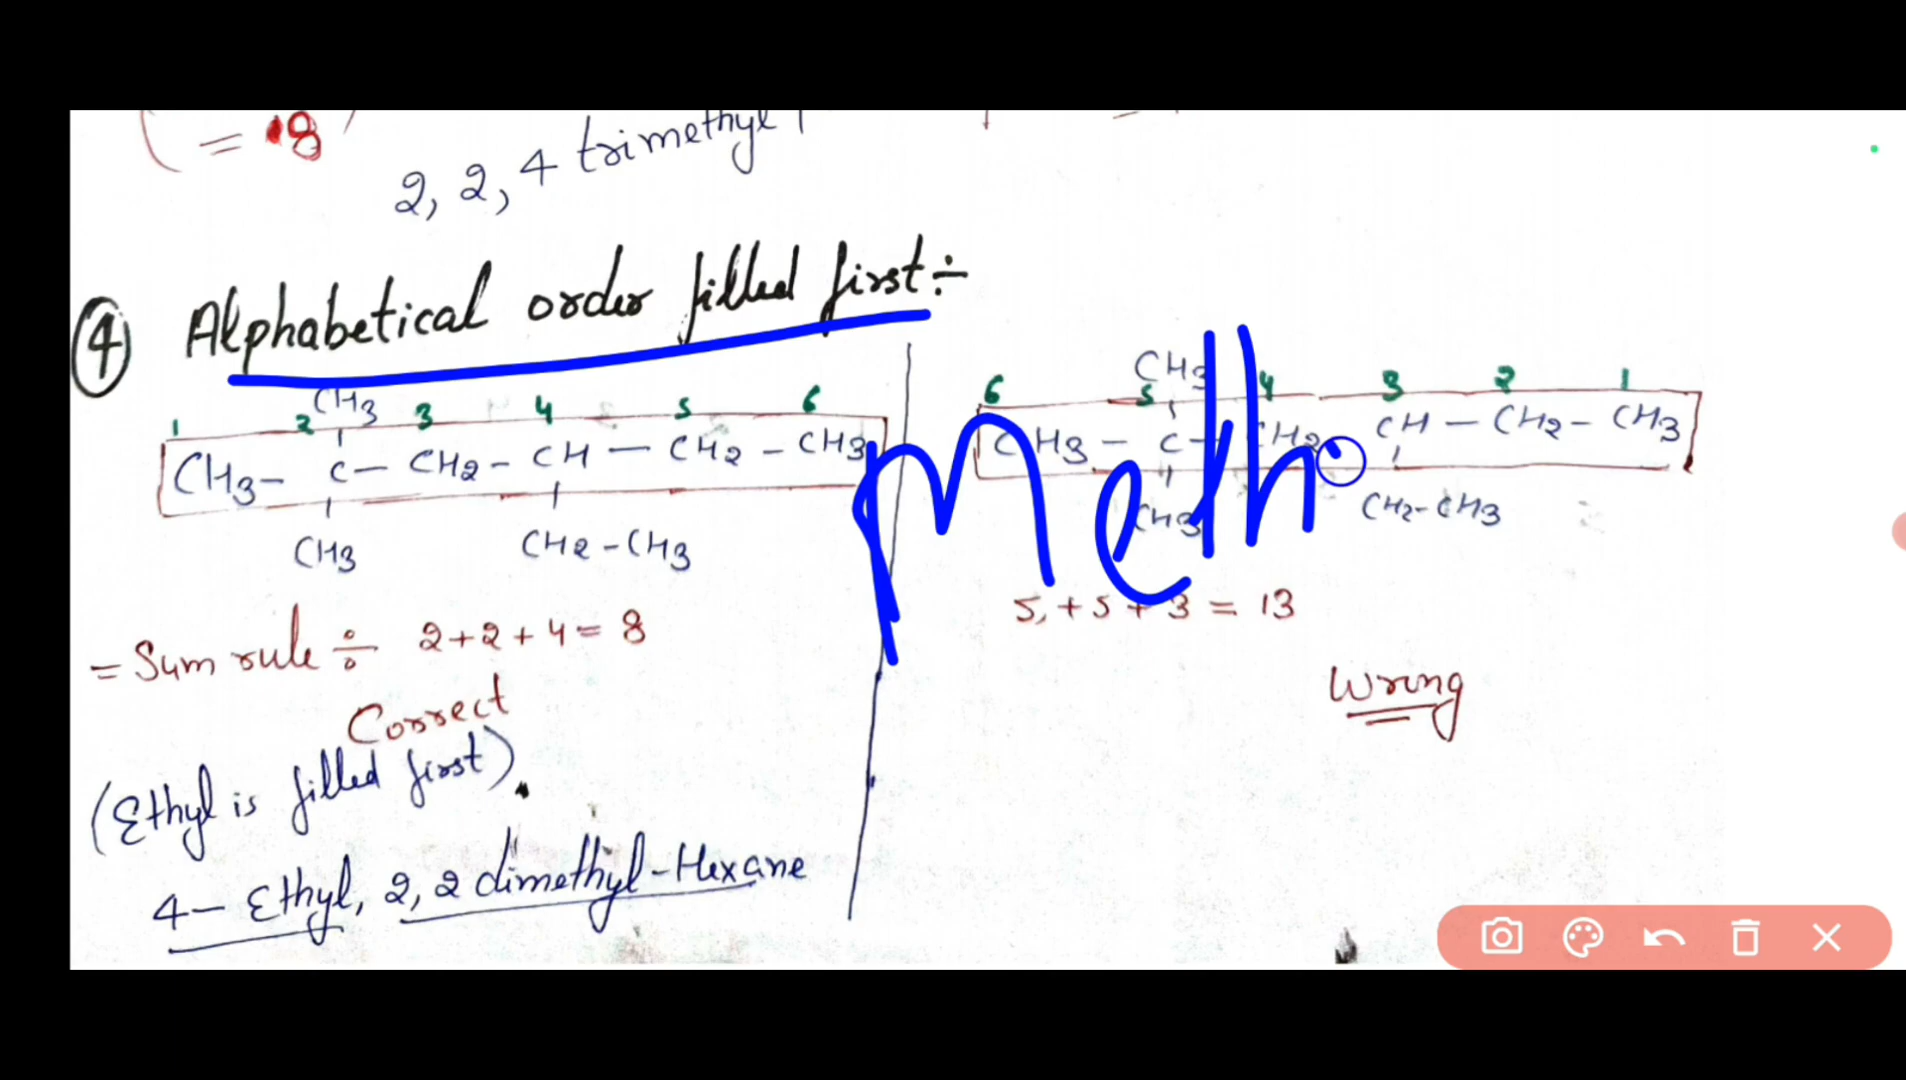 = 8
2, 2, 4 trimethyl
④ Alphabetical order filled first ÷
CH3
1 2 3 4 5 6
CH3- C- CH2- CH - CH2 - CH3
CH3 CH2-CH3
= Sum rule ÷ 2+2+4= 8
Correct
(Ethyl is filled first).
4- Ethyl, 2, 2 dimethyl-Hexane
CH3
6 5 4 3 2 1
CH3 - C- CH2 CH - CH2- CH3
CH3 CH2-CH3
Meth
5,+5+3 = 13
Wrong